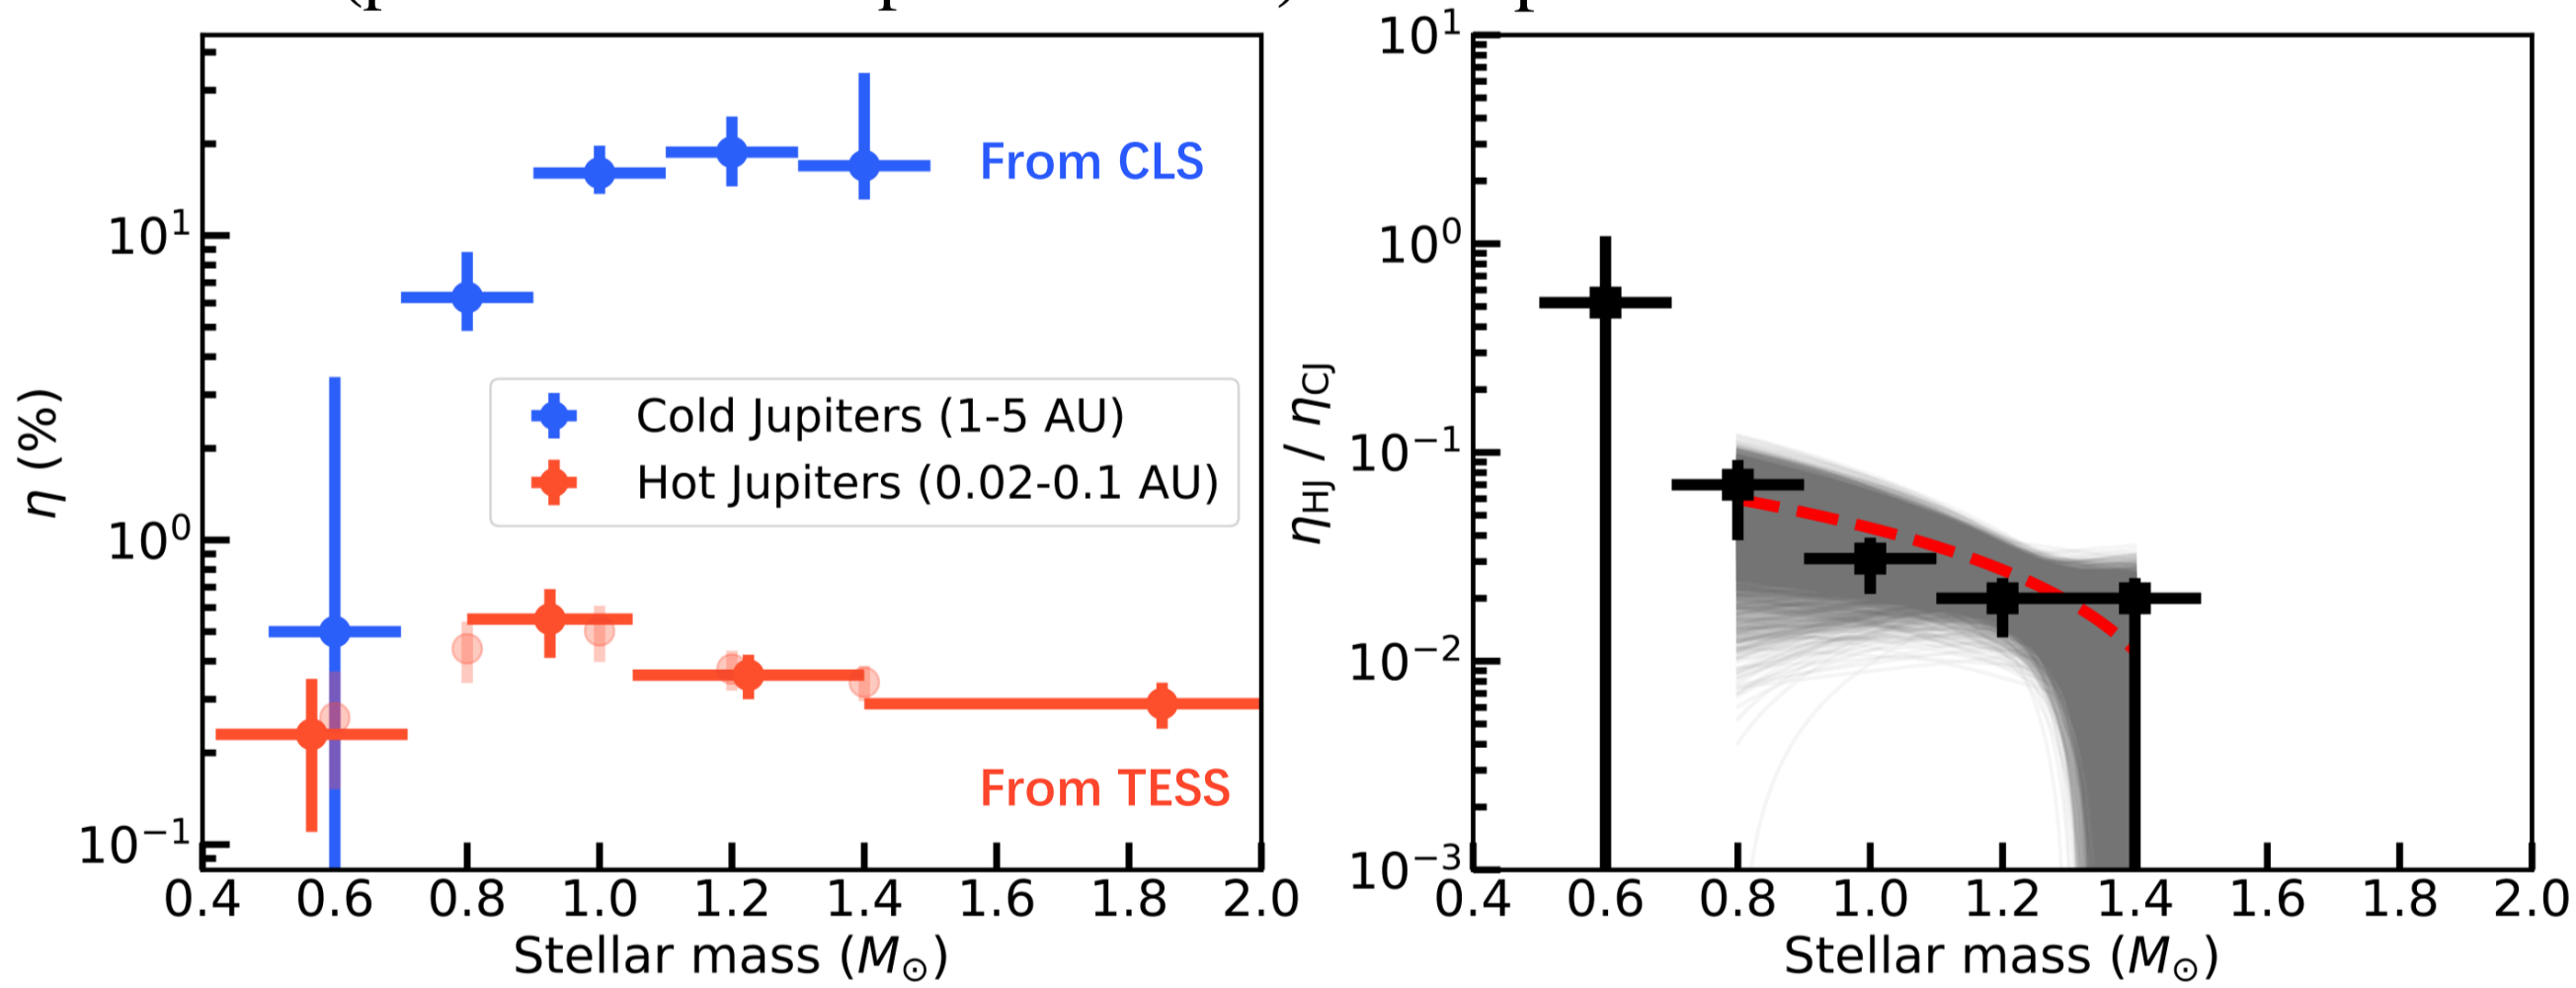 From CLS
Cold Jupiters (1-5 AU)
Hot Jupiters (0.02-0.1 AU)
From TESS
η (%)
10¹
10⁰
10⁻¹
0.4 0.6 0.8 1.0 1.2 1.4 1.6 1.8 2.0
Stellar mass (M⊙)
η_HJ / η_CJ
10¹
10⁰
10⁻¹
10⁻²
10⁻³
0.4 0.6 0.8 1.0 1.2 1.4 1.6 1.8 2.0
Stellar mass (M⊙)